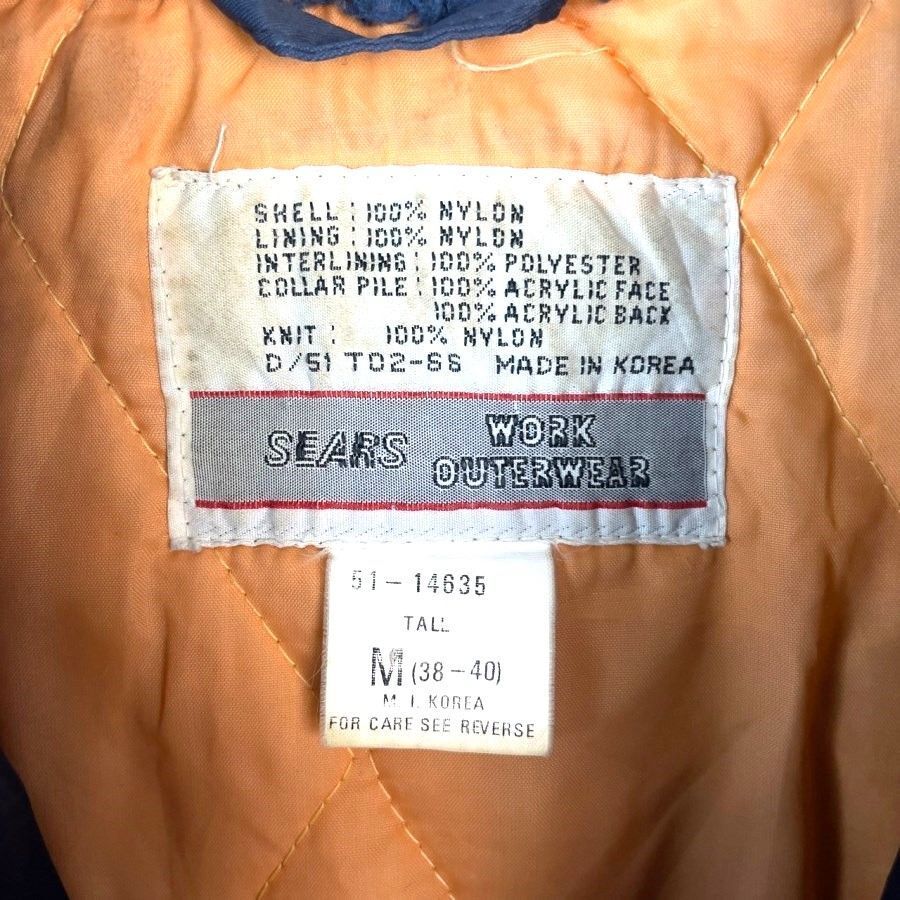 SHELL : 100% NYLON
LINING : 100% NYLON
INTERLINING : 100% POLYESTER
COLLAR PILE : 100% ACRYLIC FACE
100% ACRYLIC BACK
KNIT : 100% NYLON
D/51 T02-SS MADE IN KOREA
SEARS WORK
OUTERWEAR
51-14635
TALL
M (38-40)
M. I. KOREA
FOR CARE SEE REVERSE